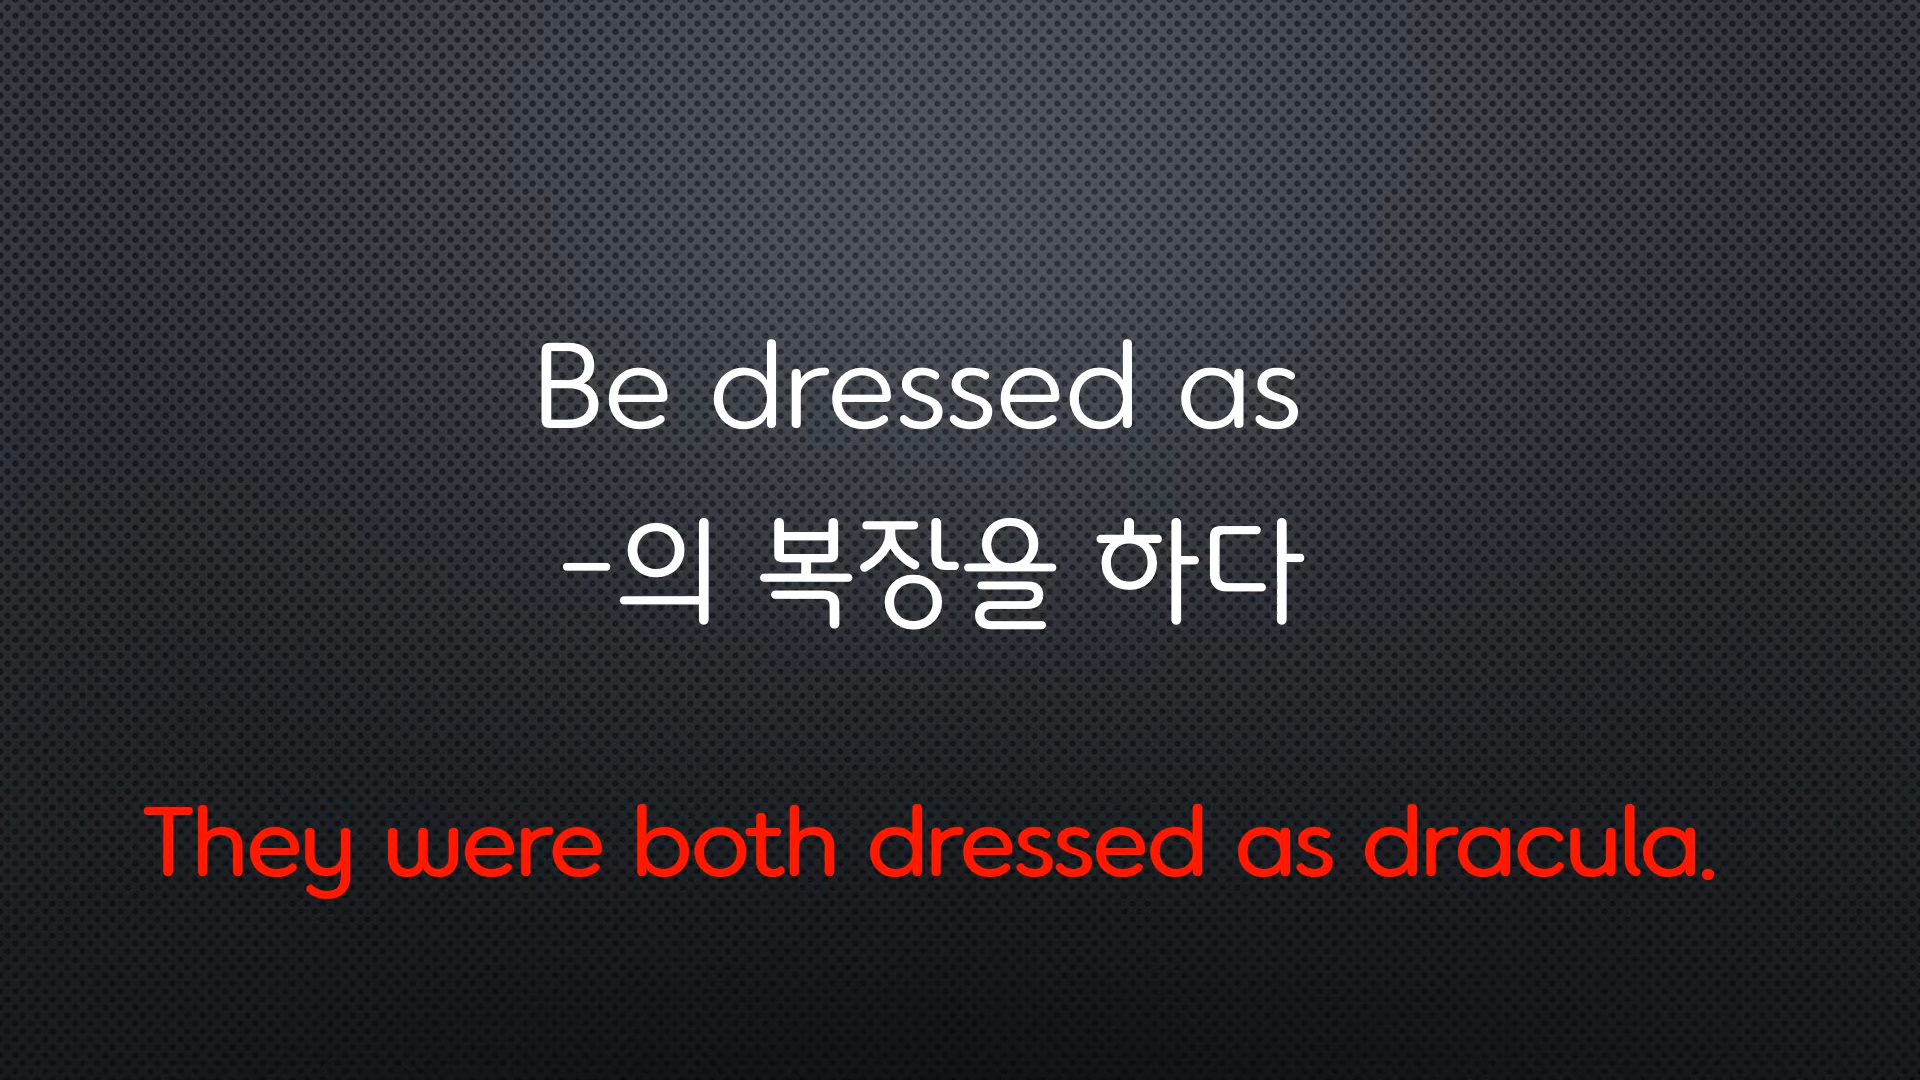 Be dressed as
-의 복장을 하다
They were both dressed as dracula.